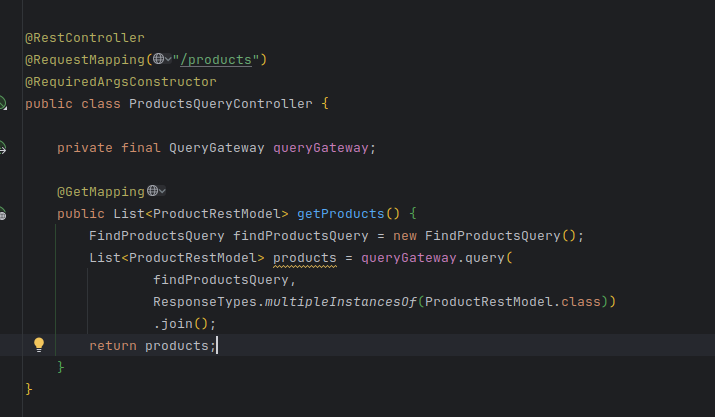 @RestController
@RequestMapping("/products")
@RequiredArgsConstructor
public class ProductsQueryController {
private final QueryGateway queryGateway;
@GetMapping
public List<ProductRestModel> getProducts() {
FindProductsQuery findProductsQuery = new FindProductsQuery();
List<ProductRestModel> products = queryGateway.query(
findProductsQuery,
ResponseTypes.multipleInstancesOf(ProductRestModel.class))
.join();
return products;
}
}